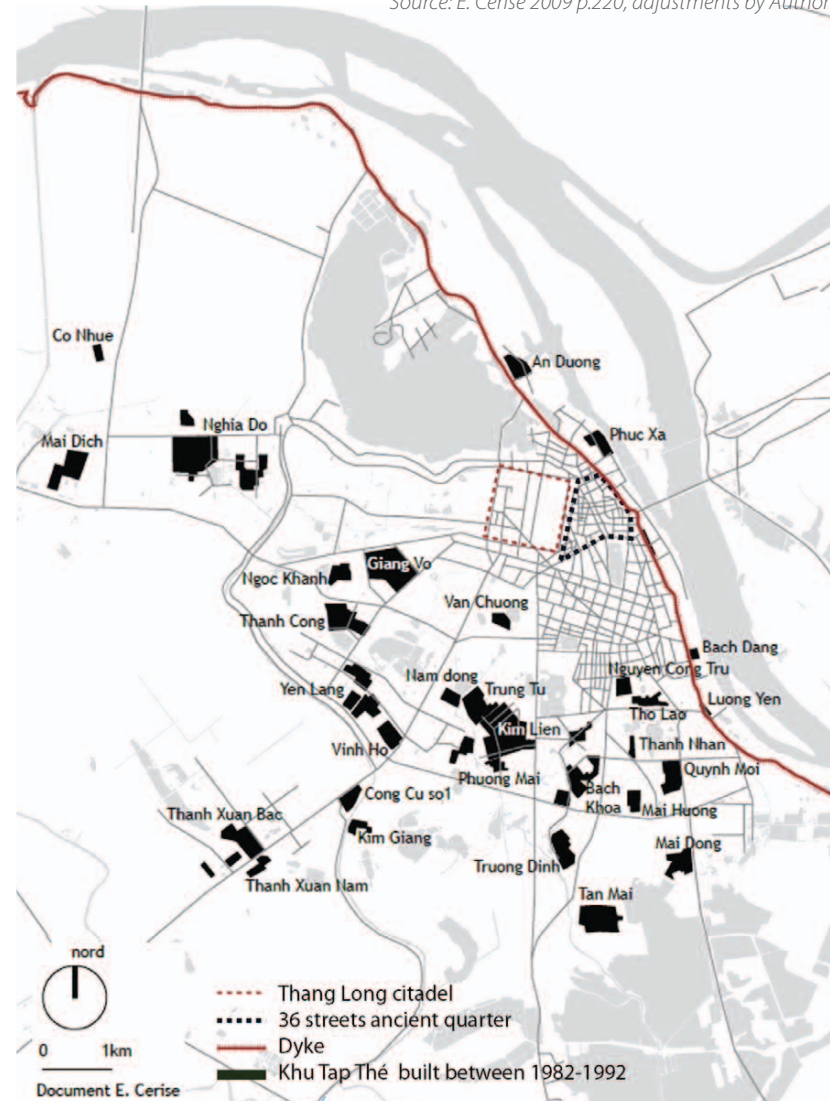 Source: E. Cerise 2009 p.220, adjustments by Author
Co Nhue
An Duong
Nghia Do
Phuc Xa
Mai Dich
Giang Vo
Ngoc Khanh
Van Chuong
Thanh Cong
Bach Dang
Nguyen Cong Tru
Nam dong
Yen Lang
Trung Tu
Luong Yen
Tho Lao
Kim Lien
Thanh Nhan
Vinh Ho
Quynh Moi
Phuong Mai
Cong Cu so1
Bach
Khoa
Mai Huong
Thanh Xuan Bac
Kim Giang
Mai Dong
Truong Dinh
Thanh Xuan Nam
Tan Mai
nord
0 1km
Document E. Cerise
Thang Long citadel
36 streets ancient quarter
Dyke
Khu Tap Thé built between 1982-1992